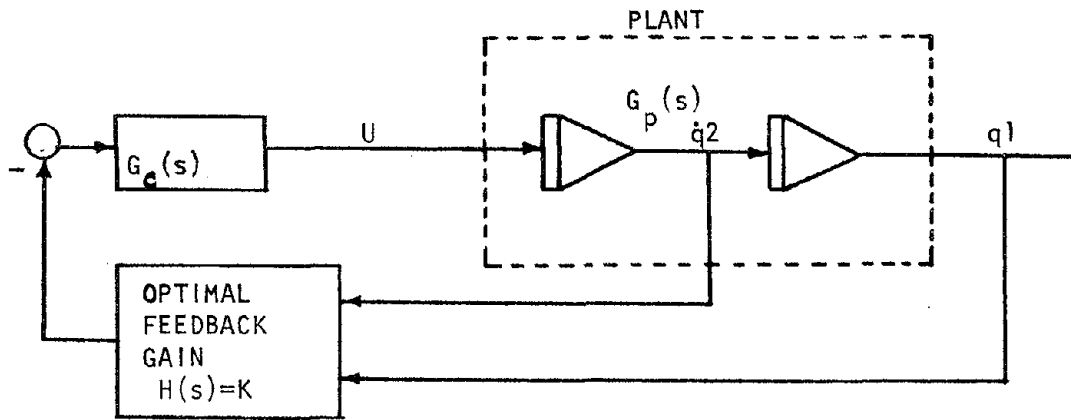 PLANT
G_p(s)
U
q̇2
q1
-
G_c(s)
OPTIMAL
FEEDBACK
GAIN
H(s)=K